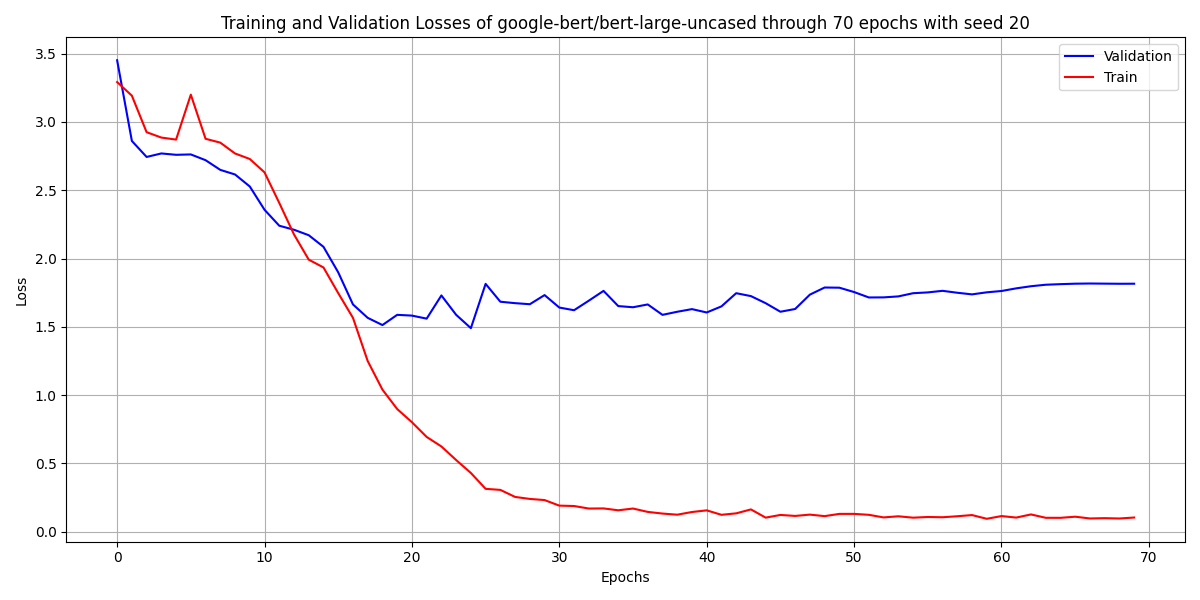 Training and Validation Losses of google-bert/bert-large-uncased through 70 epochs with seed 20
Validation
Train
3.5
3.0
2.5
2.0
1.5
1.0
0.5
0.0
Loss
0 10 20 30 40 50 60 70
Epochs